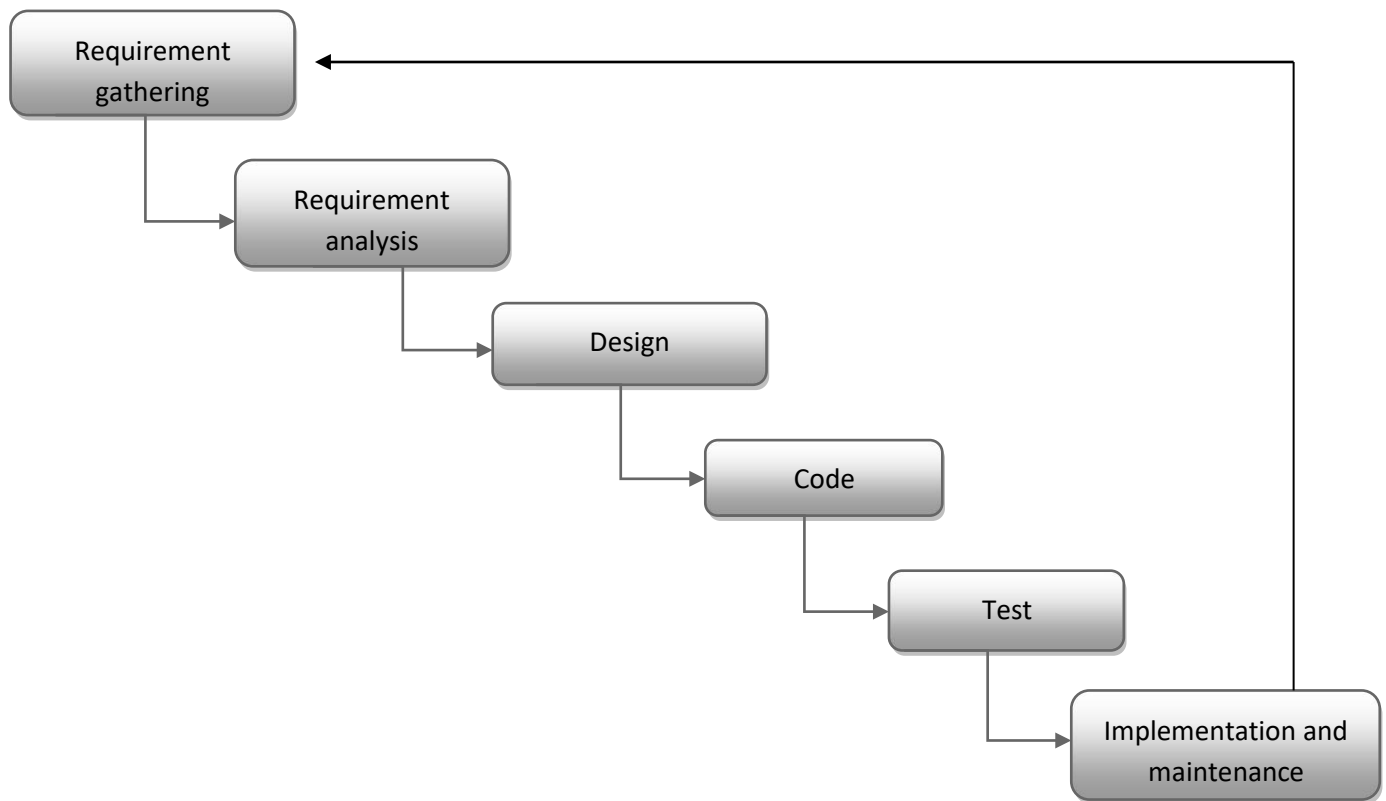 Requirement
gathering
Requirement
analysis
Design
Code
Test
Implementation and
maintenance